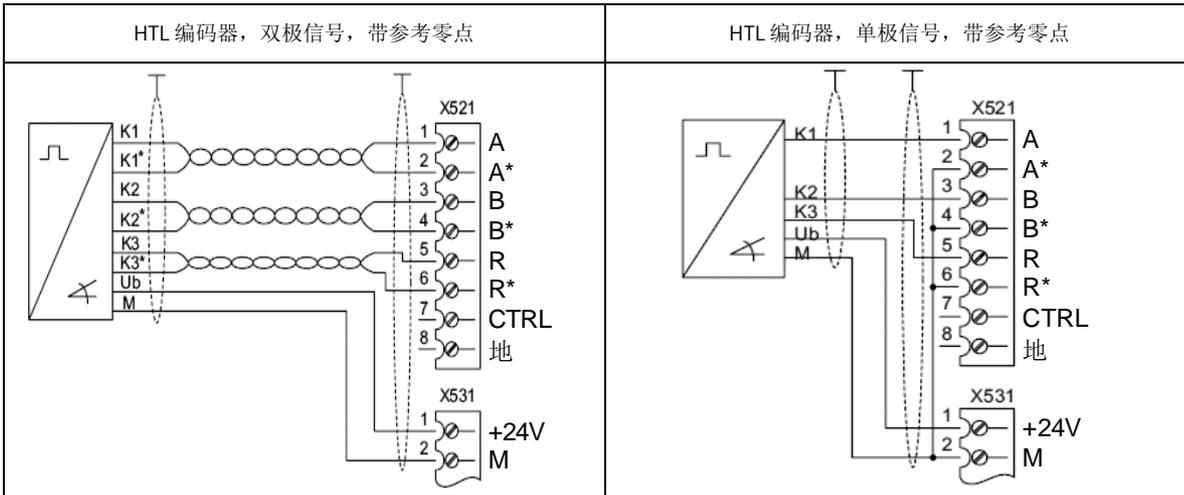 HTL 编码器，双极信号，带参考零点
HTL 编码器，单极信号，带参考零点
X521
K1
K1*
K2
K2*
K3
K3*
Ub
M
1 A
2 A*
3 B
4 B*
5 R
6 R*
7 CTRL
8 地
X531
1 +24V
2 M
X521
K1
K2
K3
Ub
M
1 A
2 A*
3 B
4 B*
5 R
6 R*
7 CTRL
8 地
X531
1 +24V
2 M